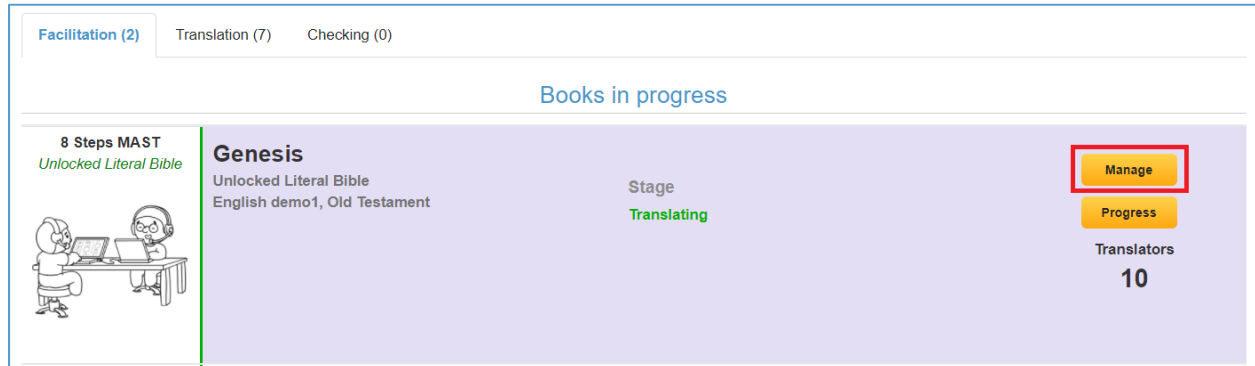 Facilitation (2) Translation (7) Checking (0)
Books in progress
8 Steps MAST
Unlocked Literal Bible
Genesis
Unlocked Literal Bible
English demo1, Old Testament
Stage
Translating
Manage
Progress
Translators
10